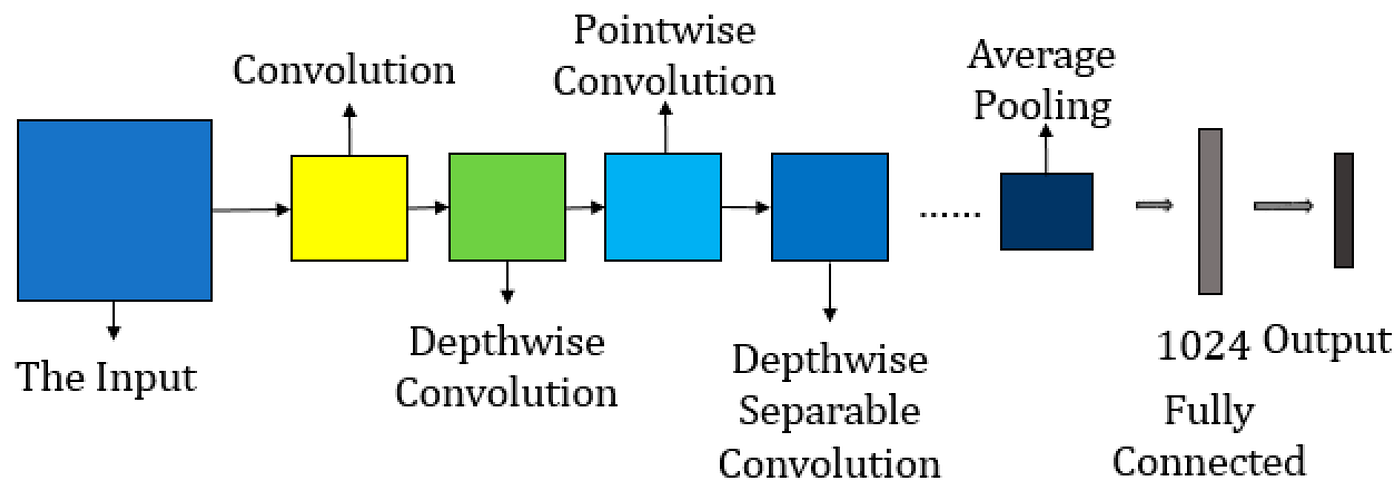 Convolution
Pointwise
Convolution
Average
Pooling
......
The Input
Depthwise
Convolution
Depthwise
Separable
Convolution
1024
Fully
Connected
Output